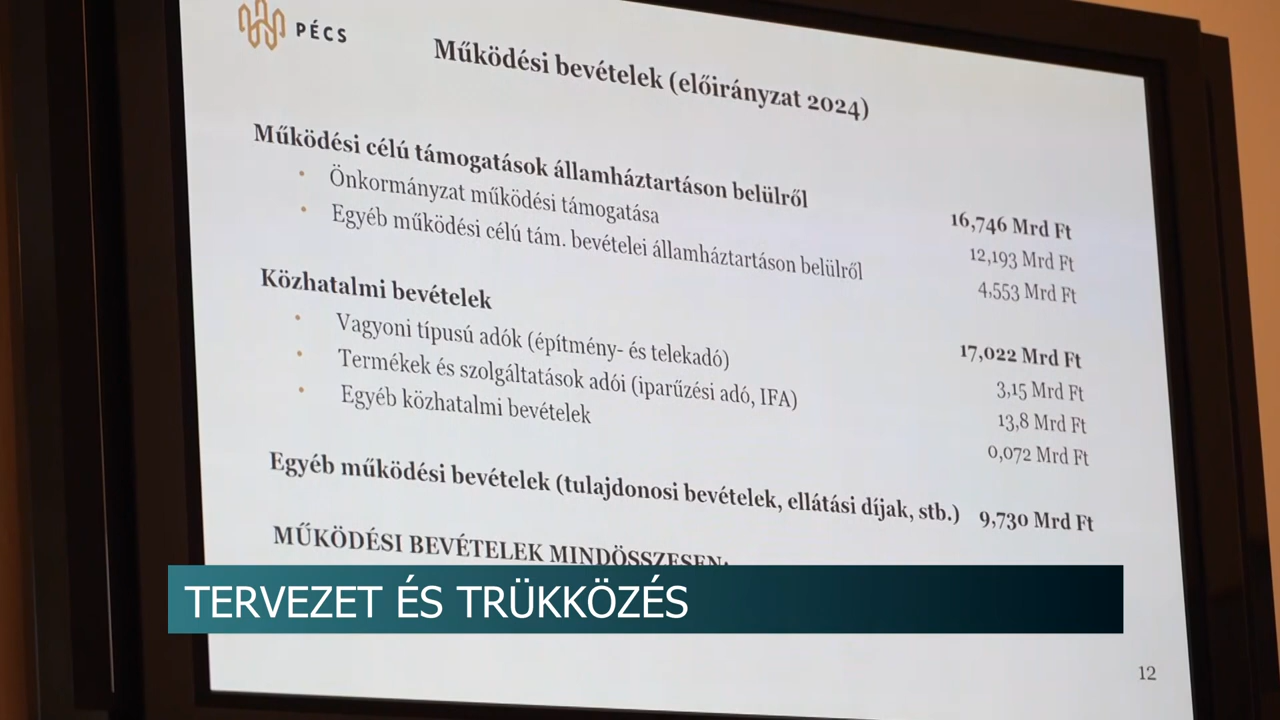 PÉCS
Működési bevételek (előirányzat 2024)
Működési célú támogatások államháztartáson belülről 16,746 Mrd Ft
• Önkormányzat működési támogatása 12,193 Mrd Ft
• Egyéb működési célú tám. bevételei államháztartáson belülről 4,553 Mrd Ft
Közhatalmi bevételek 17,022 Mrd Ft
• Vagyoni típusú adók (építmény- és telekadó) 3,15 Mrd Ft
• Termékek és szolgáltatások adói (iparűzési adó, IFA) 13,8 Mrd Ft
• Egyéb közhatalmi bevételek 0,072 Mrd Ft
Egyéb működési bevételek (tulajdonosi bevételek, ellátási díjak, stb.) 9,730 Mrd Ft
MŰKÖDÉSI BEVÉTELEK MINDÖSSZESEN:
TERVEZET ÉS TRÜKKÖZÉS
12